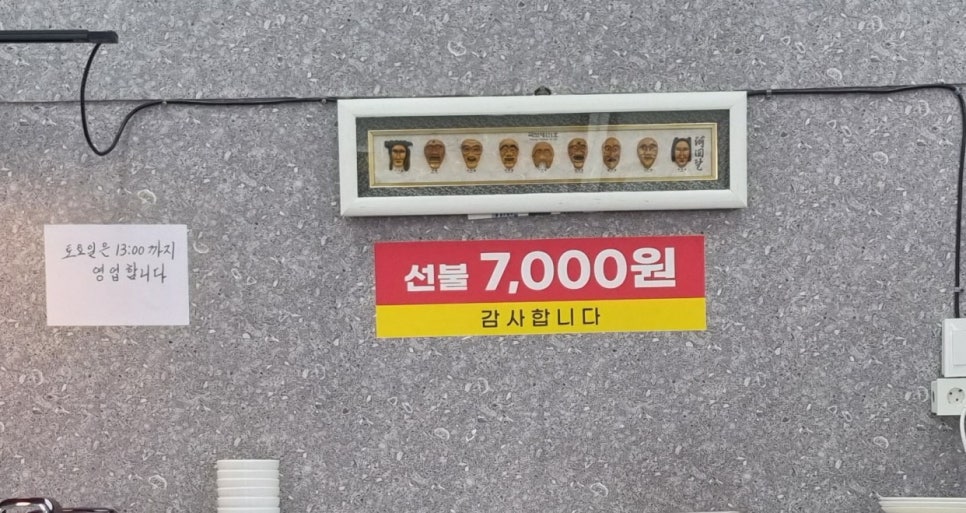 토요일은 13:00 까지
영업합니다
선불 7,000원
감사합니다